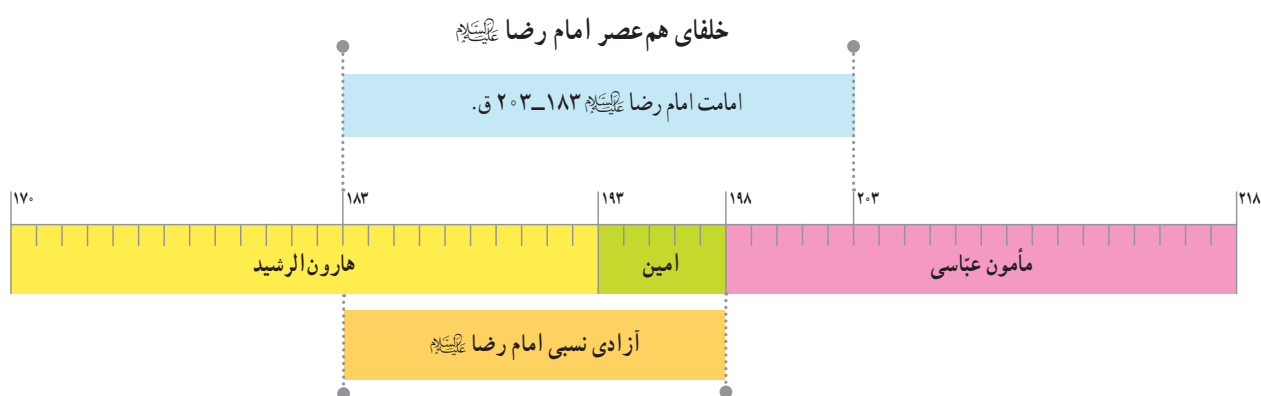 خلفای هم‌عصر امام رضا علیه‌السلام
امامت امام رضا علیه‌السلام ۱۸۳ــ۲۰۳ ق.
۱۷۰ ۱۸۳ ۱۹۳ ۱۹۸ ۲۰۳ ۲۱۸
هارون‌الرشید امین مأمون عبّاسی
آزادی نسبی امام رضا علیه‌السلام